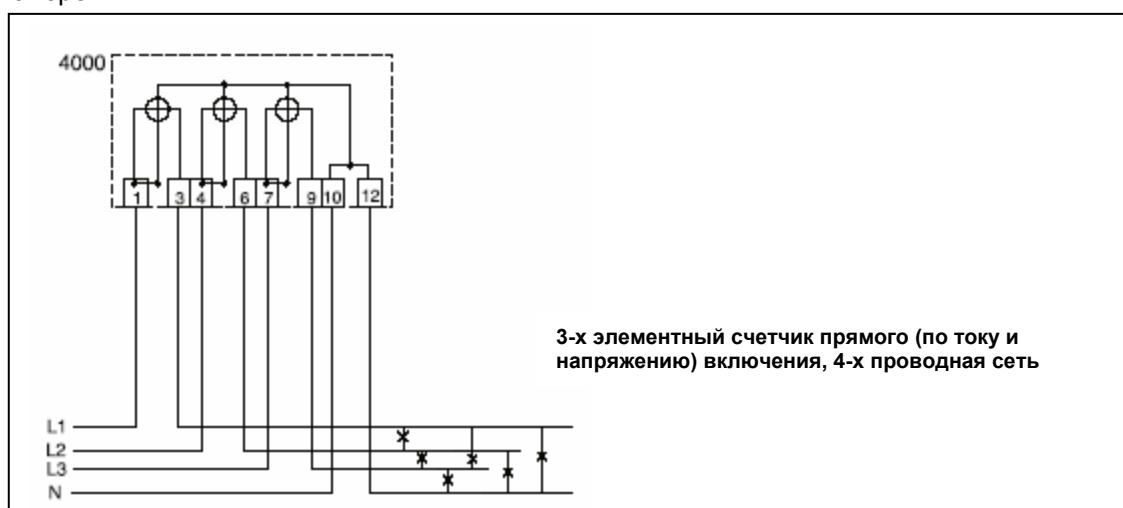 4000
1 3 4 6 7 9 10 12
3-х элементный счетчик прямого (по току и
напряжению) включения, 4-х проводная сеть
L1
L2
L3
N